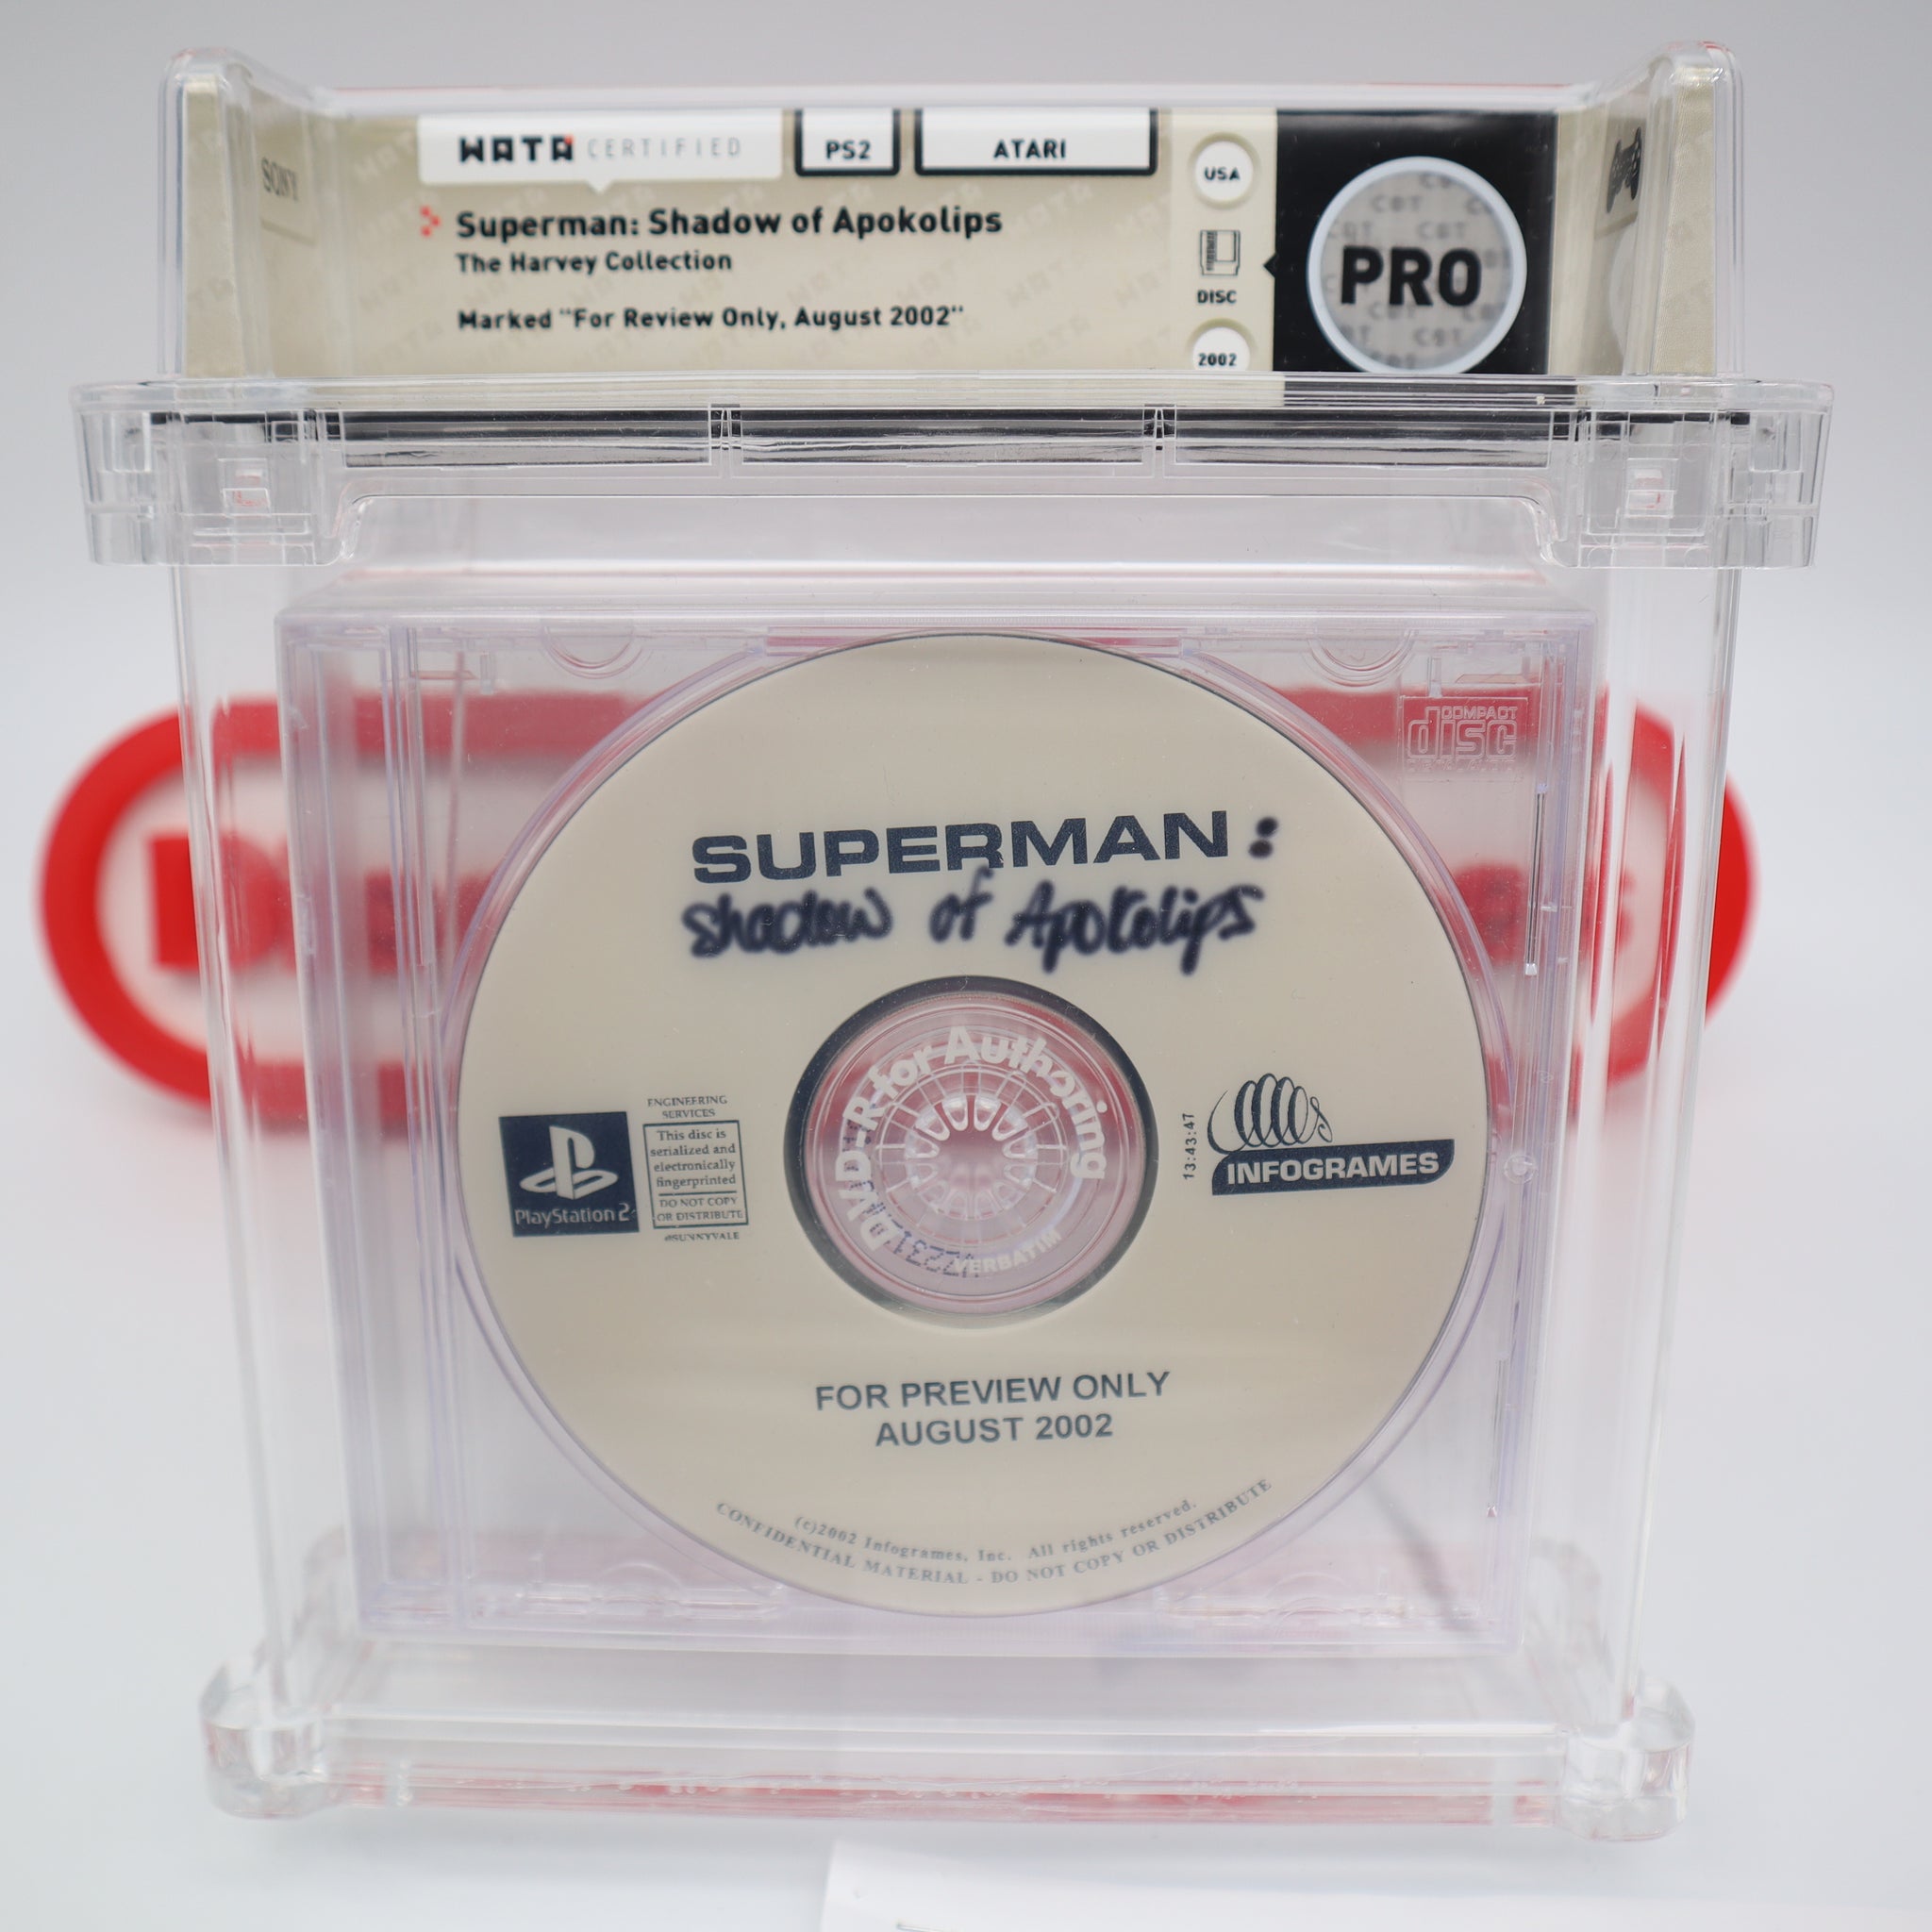 WATA CERTIFIED
PS2
ATARI
SONY
Superman: Shadow of Apokolips
The Harvey Collection
Marked "For Review Only, August 2002"
USA
DISC
2002
PRO
COMPACT
disc
SUPERMAN:
Shadow of Apokolips
DVD-R for Authoring
VERBATIM
PlayStation 2
ENGINEERING
SERVICES
This disc is
serialized and
electronically
fingerprinted
DO NOT COPY
OR DISTRIBUTE
@SUNNYVALE
13:43:47
INFOGRAMES
FOR PREVIEW ONLY
AUGUST 2002
(c)2002 Infogrames, Inc. All rights reserved.
CONFIDENTIAL MATERIAL - DO NOT COPY OR DISTRIBUTE